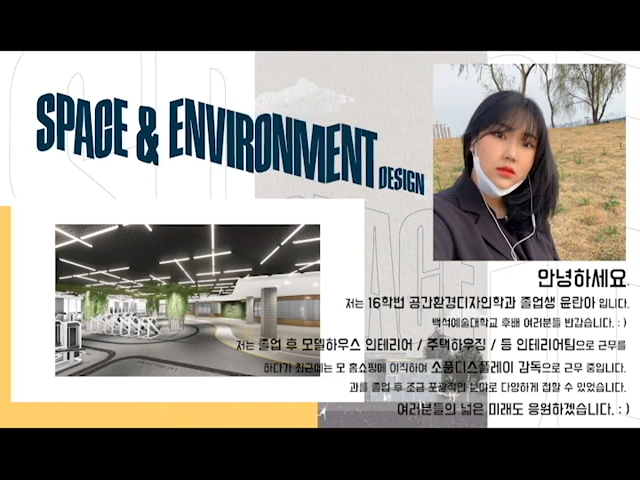 SPACE & ENVIRONMENT DESIGN
안녕하세요.
저는 16학번 공간환경디자인학과 졸업생 윤란아 입니다.
백석예술대학교 후배 여러분들 반갑습니다. : )
저는 졸업 후 모델하우스 인테리어 / 주택하우징 / 등 인테리어팀으로 근무를
하다가 최근에는 모 홈쇼핑에 이직하여 소품디스플레이 감독으로 근무 중입니다.
과를 졸업 후 조금 포괄적인 분야로 다양하게 접할 수 있었습니다.
여러분들의 넓은 미래도 응원하겠습니다. : )